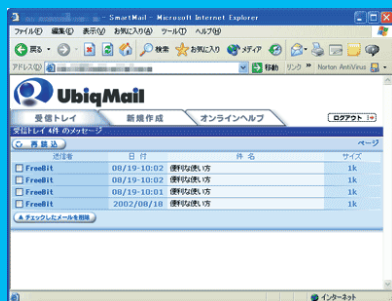 - SmartMail - Microsoft Internet Explorer
ファイル(F) 編集(E) 表示(V) お気に入り(A) ツール(T) ヘルプ(H)
戻る 検索 お気に入り メディア
アドレス(D) 移動 リンク » Norton AntiVirus
UbiqMail
受信トレイ 新規作成 オンラインヘルプ ログアウト
受信トレイ 4件 のメッセージ
再読込 ページ
送信者 日付 件名 サイズ
FreeBit 08/19-10:02 便利な使い方 1k
FreeBit 08/19-10:02 便利な使い方 1k
FreeBit 08/19-10:01 便利な使い方 1k
FreeBit 2002/08/18 便利な使い方 1k
▲チェックしたメールを削除
インターネット